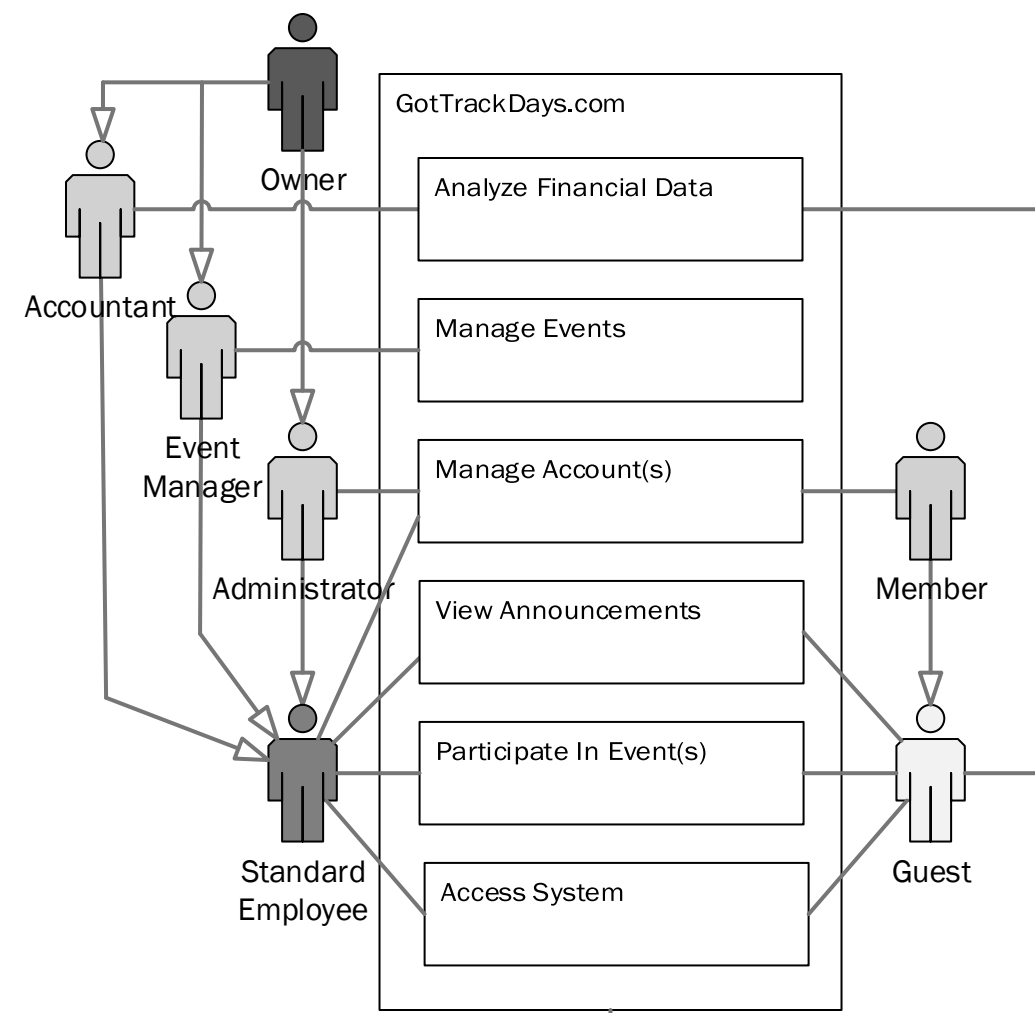 GotTrackDays.com
Owner
Analyze Financial Data
Accountant
Manage Events
Event
Manager
Manage Account(s)
Administrator
Member
View Announcements
Participate In Event(s)
Standard
Employee
Guest
Access System